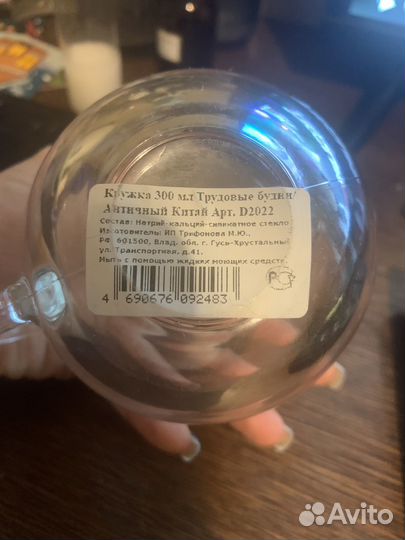 Кружка 300 мл Трудовые будни/
Античный Китай Арт. D2022
Состав: Натрий-кальций-силикатное стекло
Изготовитель: ИП Трифонова М.Ю.,
РФ, 601500, Влад. обл. г. Гусь-Хрустальный
ул. Транспортная, д.41.
Мыть с помощью жидких моющих средств.
4 690676 092483
РСТ
Avito